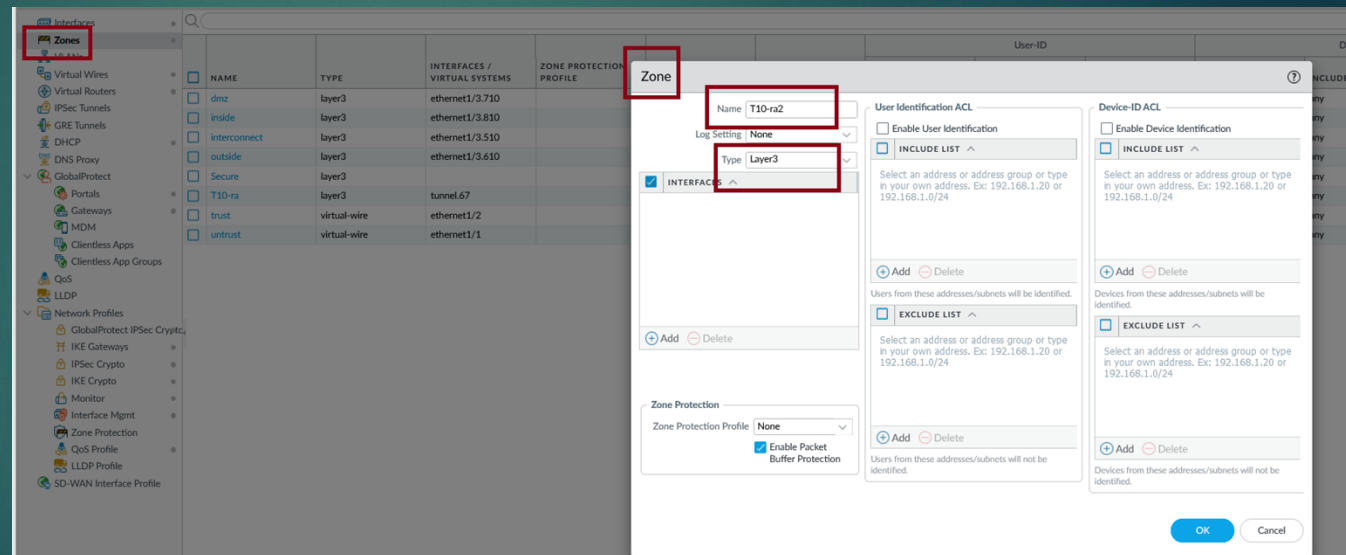 Interfaces
Zones
VLANs
Virtual Wires
Virtual Routers
IPSec Tunnels
GRE Tunnels
DHCP
DNS Proxy
GlobalProtect
Portals
Gateways
MDM
Clientless Apps
Clientless App Groups
QoS
LLDP
Network Profiles
GlobalProtect IPSec Crypto
IKE Gateways
IPSec Crypto
IKE Crypto
Monitor
Interface Mgmt
Zone Protection
QoS Profile
LLDP Profile
SD-WAN Interface Profile
User-ID
D
NAME TYPE INTERFACES / VIRTUAL SYSTEMS ZONE PROTECTION PROFILE
NCLUDE
dmz layer3 ethernet1/3.710
inside layer3 ethernet1/3.810
interconnect layer3 ethernet1/3.510
outside layer3 ethernet1/3.610
Secure layer3
T10-ra layer3 tunnel.67
trust virtual-wire ethernet1/2
untrust virtual-wire ethernet1/1
Zone
Name T10-ra2
Log Setting None
Type Layer3
INTERFACES
Add Delete
Zone Protection
Zone Protection Profile None
Enable Packet
Buffer Protection
User Identification ACL
Enable User Identification
INCLUDE LIST
Select an address or address group or type
in your own address. Ex: 192.168.1.20 or
192.168.1.0/24
Add Delete
Users from these addresses/subnets will be identified.
EXCLUDE LIST
Select an address or address group or type
in your own address. Ex: 192.168.1.20 or
192.168.1.0/24
Add Delete
Users from these addresses/subnets will not be
identified.
Device-ID ACL
Enable Device Identification
INCLUDE LIST
Select an address or address group or type
in your own address. Ex: 192.168.1.20 or
192.168.1.0/24
Add Delete
Devices from these addresses/subnets will be
identified.
EXCLUDE LIST
Select an address or address group or type
in your own address. Ex: 192.168.1.20 or
192.168.1.0/24
Add Delete
Devices from these addresses/subnets will not be
identified.
OK Cancel